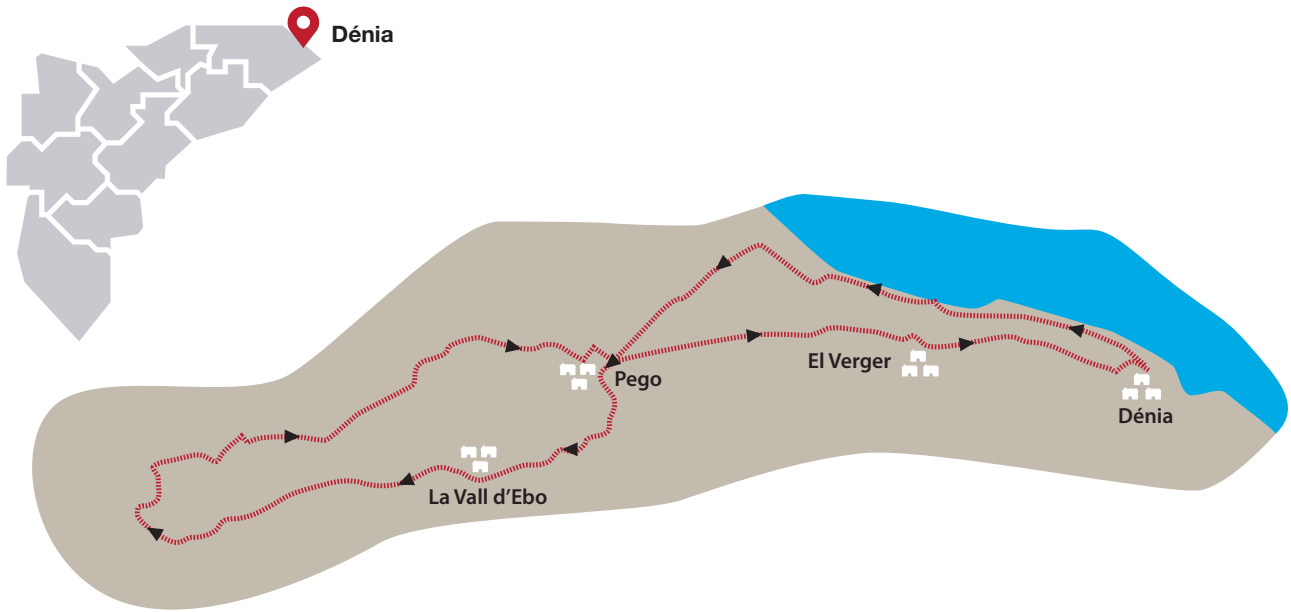 Dénia
El Verger
Pego
Dénia
La Vall d’Ebo